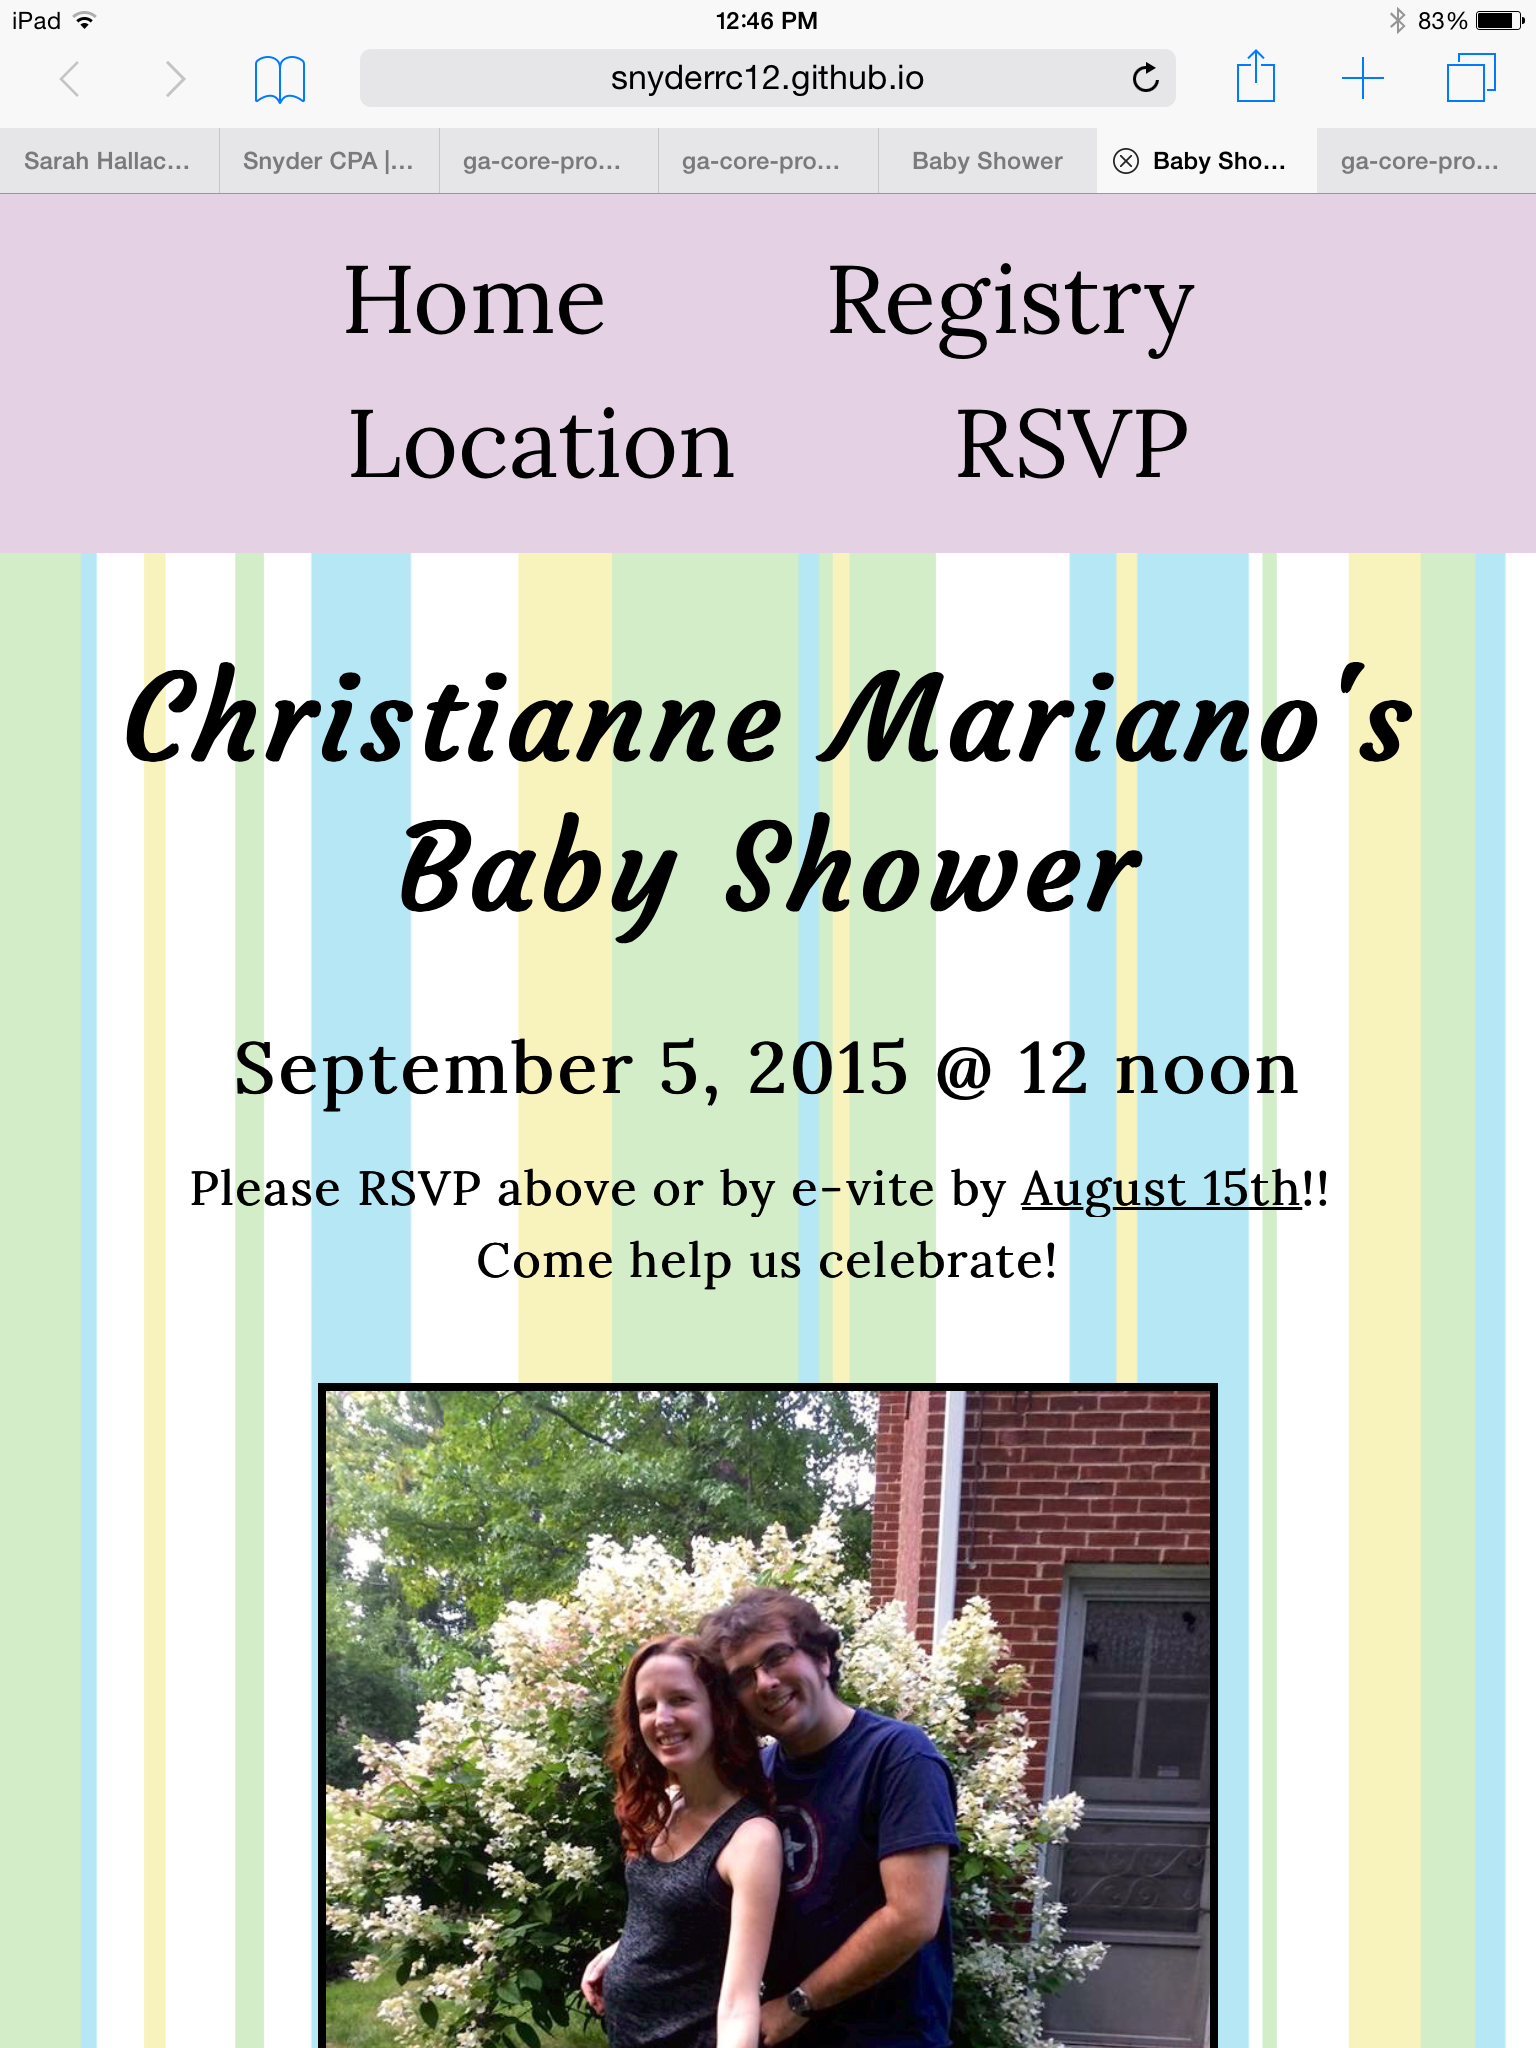 iPad 12:46 PM 83%
snyderrc12.github.io
Sarah Hallac... Snyder CPA |... ga-core-pro... ga-core-pro... Baby Shower Baby Sho... ga-core-pro...
Home Registry
Location RSVP
Christianne Mariano's
Baby Shower
September 5, 2015 @ 12 noon
Please RSVP above or by e-vite by August 15th!!
Come help us celebrate!